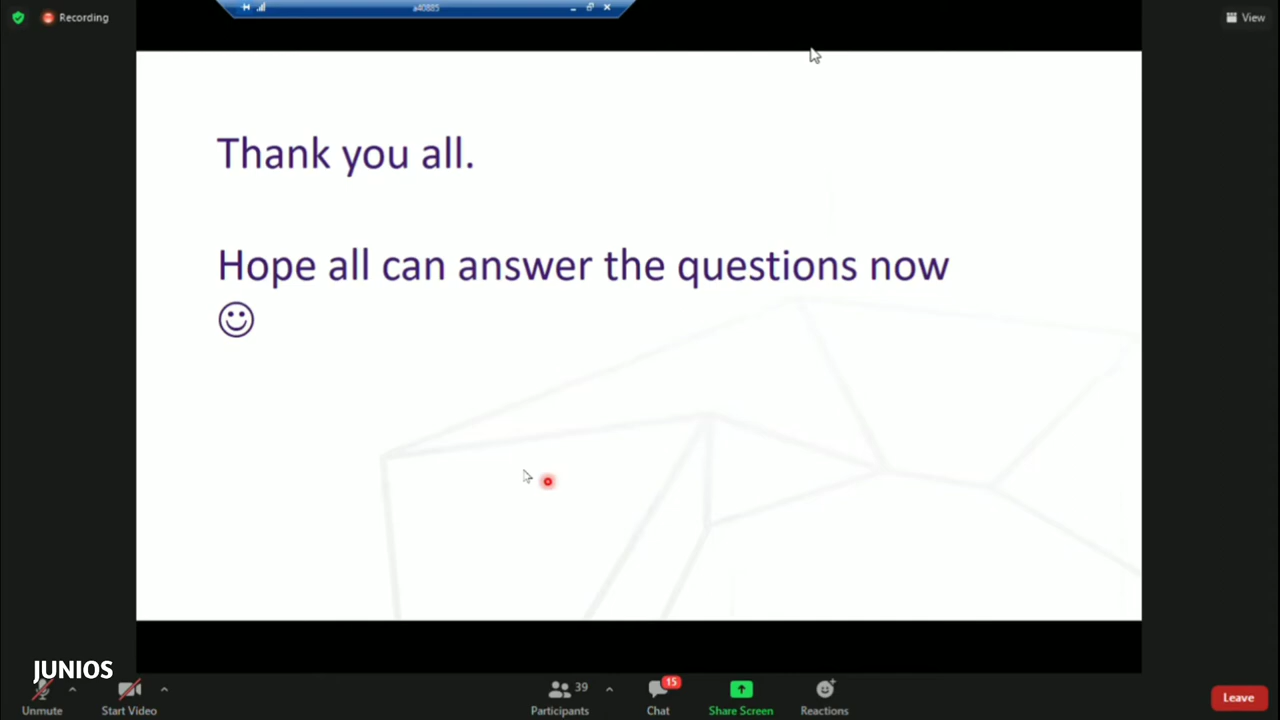 Recording
a40885
View
Thank you all.
Hope all can answer the questions now
☺
JUNIOS
39
15
Unmute
Start Video
Participants
Chat
Share Screen
Reactions
Leave